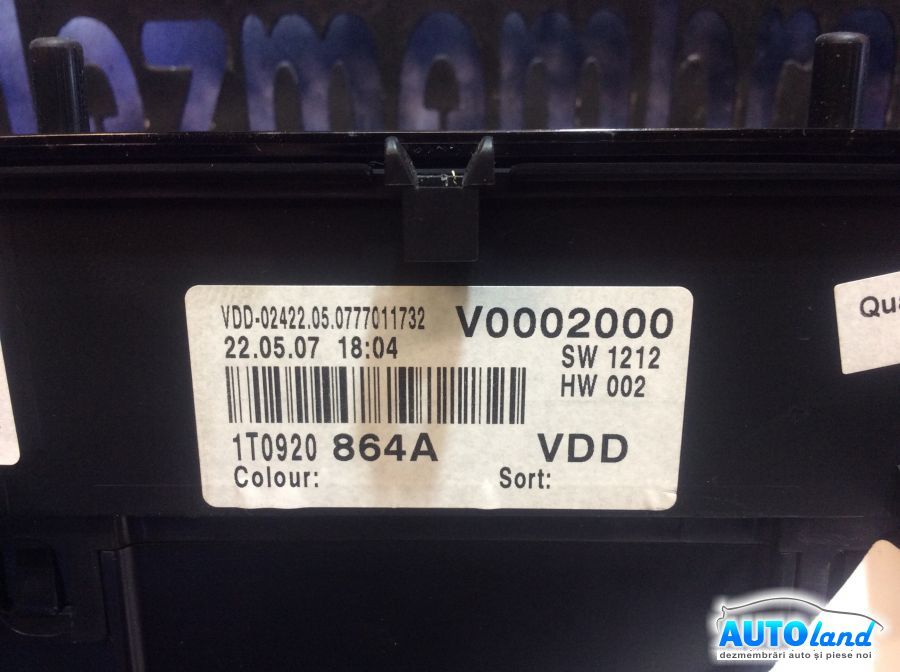 VDD-02422.05.0777011732 V0002000
22.05.07 18:04 SW 1212
HW 002
1T0920 864A VDD
Colour: Sort:
Qua
AUTOland
dezmembrări auto și piese noi